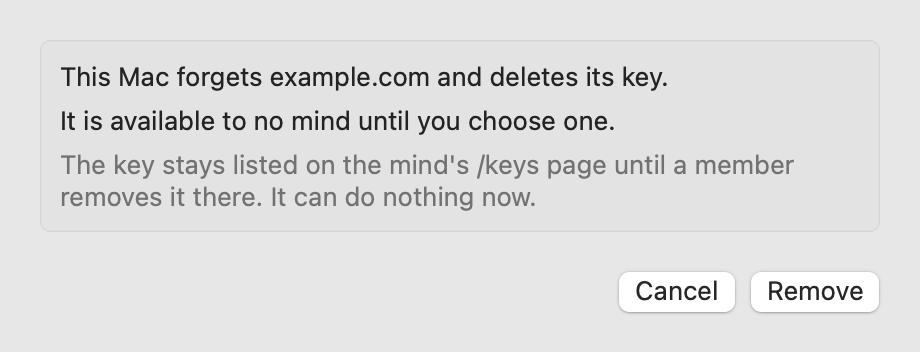 This Mac forgets example.com and deletes its key.
It is available to no mind until you choose one.
The key stays listed on the mind's /keys page until a member
removes it there. It can do nothing now.
Cancel
Remove